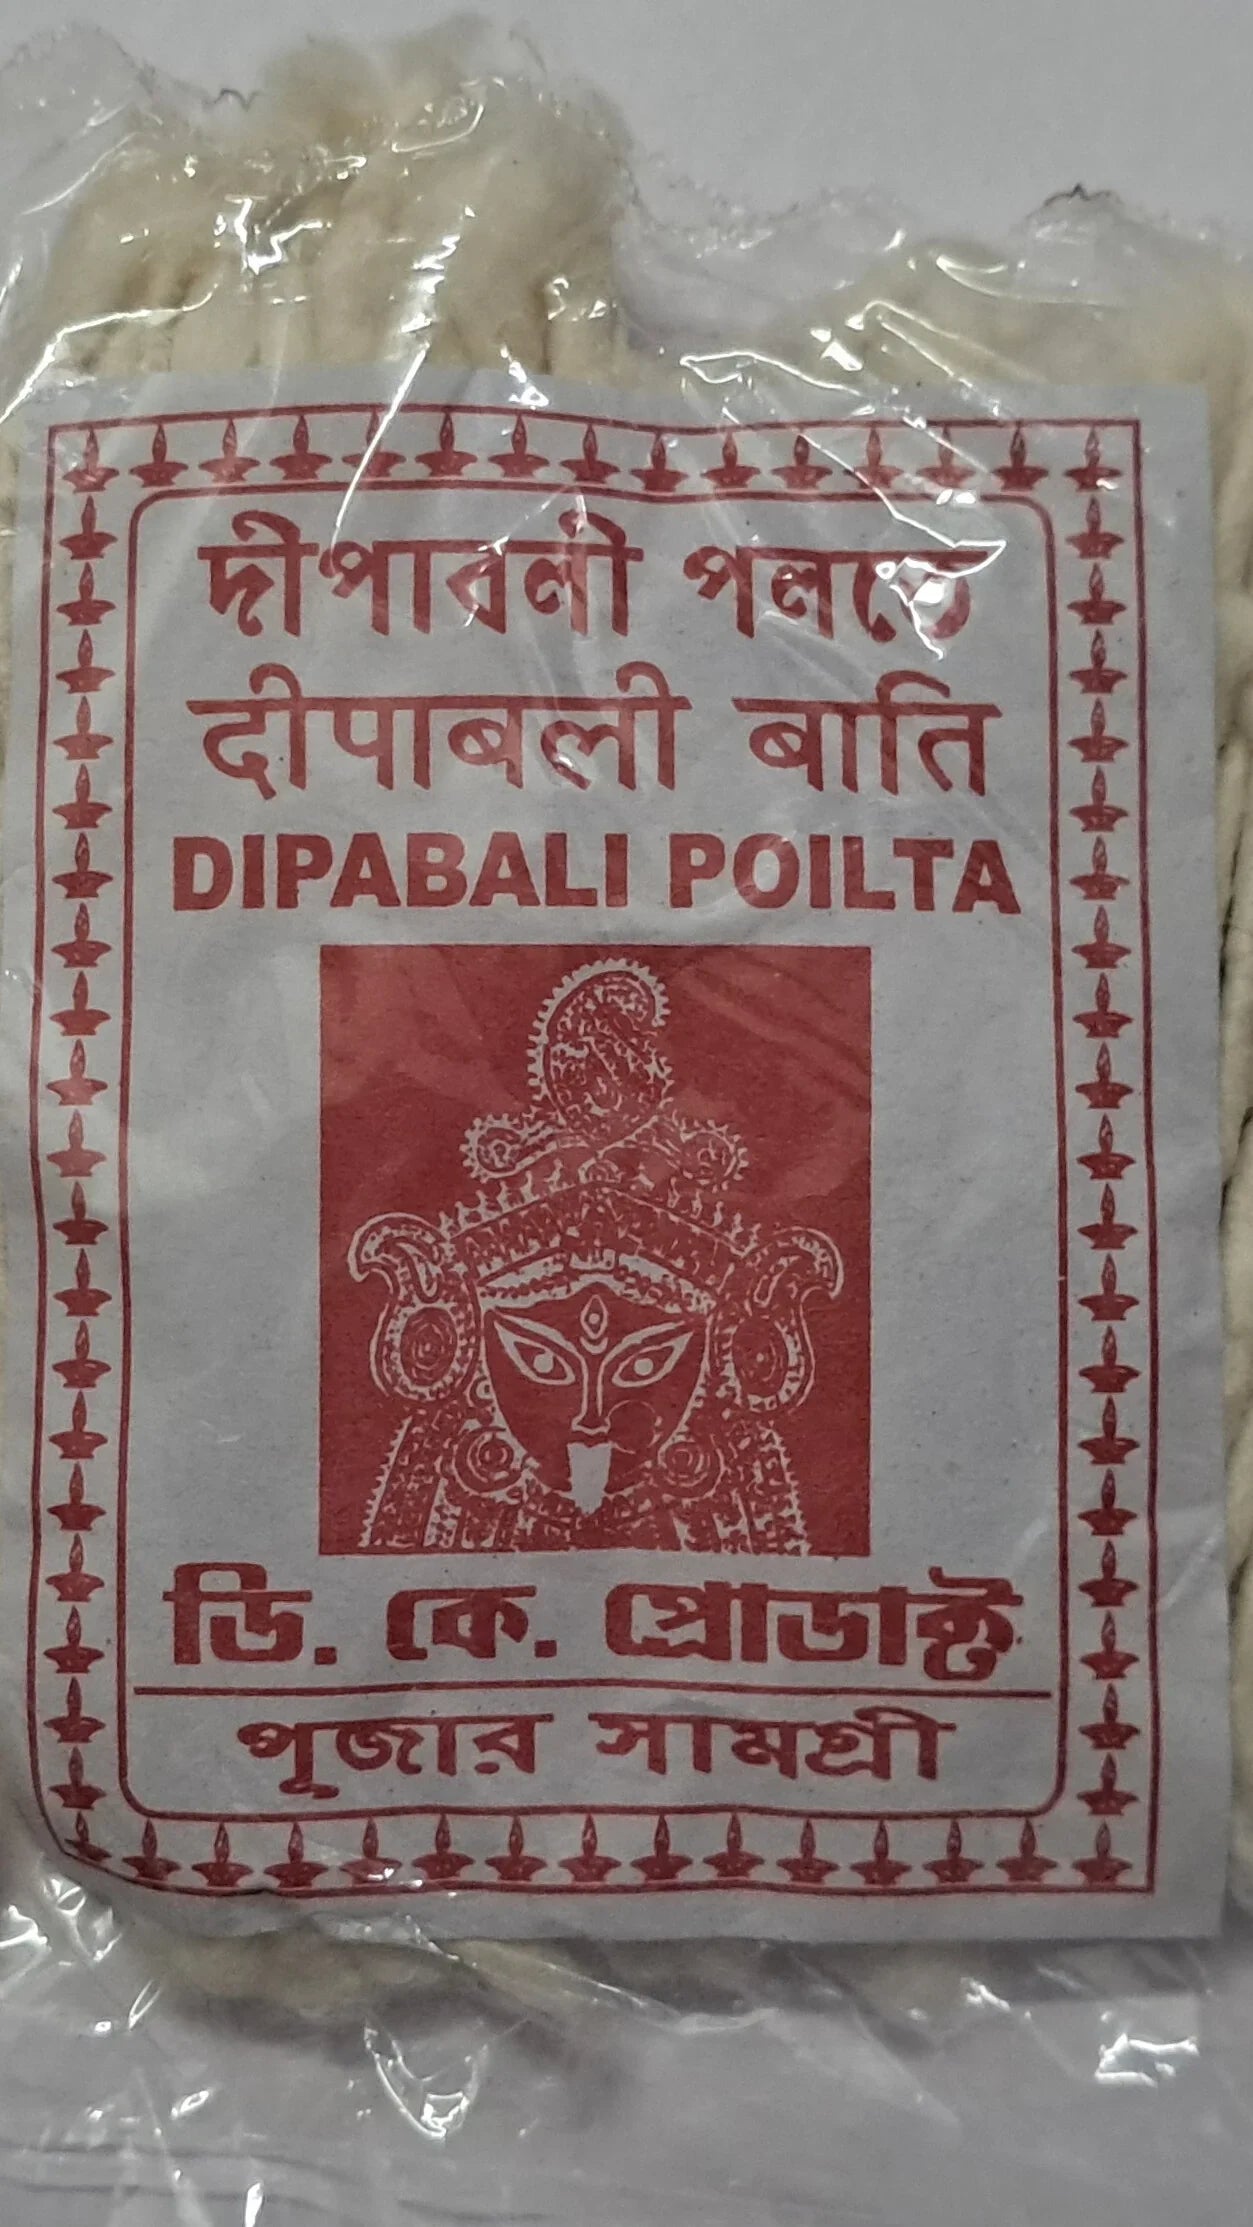 দীপাবলী পলতে
दीपाबली बाति
DIPABALI POILTA
ডি. কে. প্রোডাক্ট
পূজার সামগ্রী